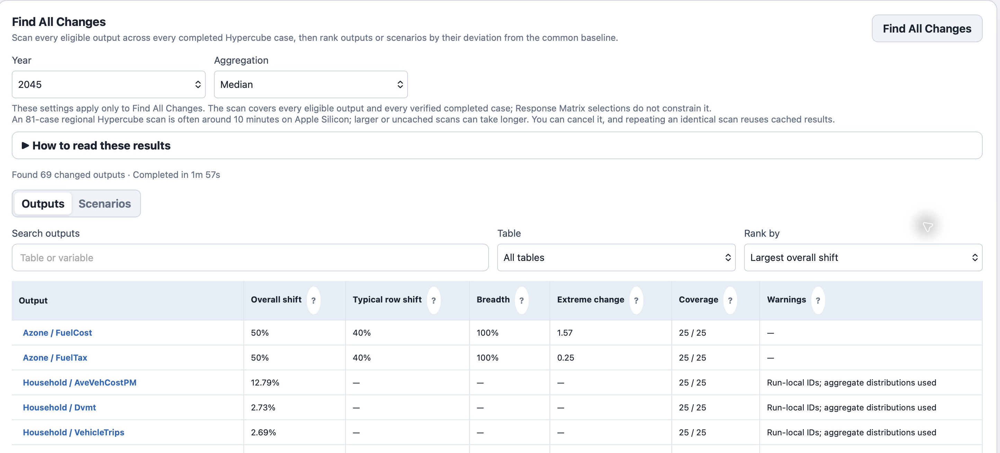 Find All Changes
Find All Changes
Scan every eligible output across every completed Hypercube case, then rank outputs or scenarios by their deviation from the common baseline.
Year
Aggregation
2045
Median
These settings apply only to Find All Changes. The scan covers every eligible output and every verified completed case; Response Matrix selections do not constrain it.
An 81-case regional Hypercube scan is often around 10 minutes on Apple Silicon; larger or uncached scans can take longer. You can cancel it, and repeating an identical scan reuses cached results.
▶ How to read these results
Found 69 changed outputs · Completed in 1m 57s
Outputs Scenarios
Search outputs
Table
Rank by
Table or variable
All tables
Largest overall shift
Output Overall shift ? Typical row shift ? Breadth ? Extreme change ? Coverage ? Warnings ?
Azone / FuelCost 50% 40% 100% 1.57 25 / 25 —
Azone / FuelTax 50% 40% 100% 0.25 25 / 25 —
Household / AveVehCostPM 12.79% — — — 25 / 25 Run-local IDs; aggregate distributions used
Household / Dvmt 2.73% — — — 25 / 25 Run-local IDs; aggregate distributions used
Household / VehicleTrips 2.69% — — — 25 / 25 Run-local IDs; aggregate distributions used